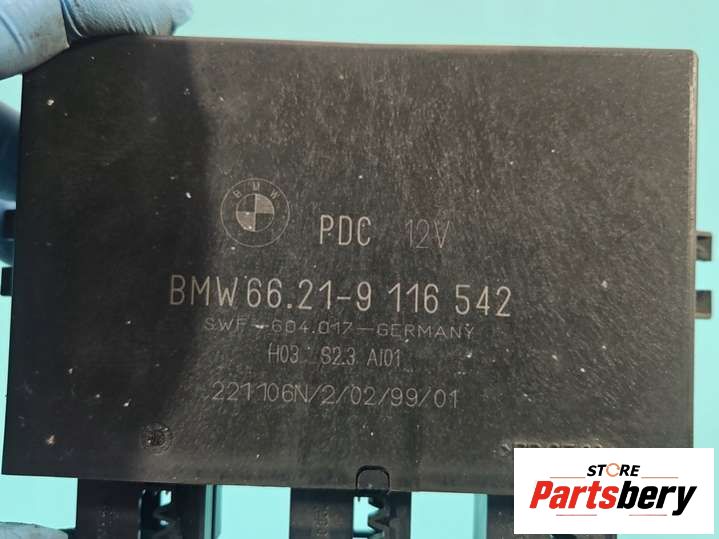 BMW
PDC 12V
BMW 66.21-9 116 542
SWF-604.017-GERMANY
H03 S2.3 AI01
221106N/2/02/99/01
STORE
Partsbery